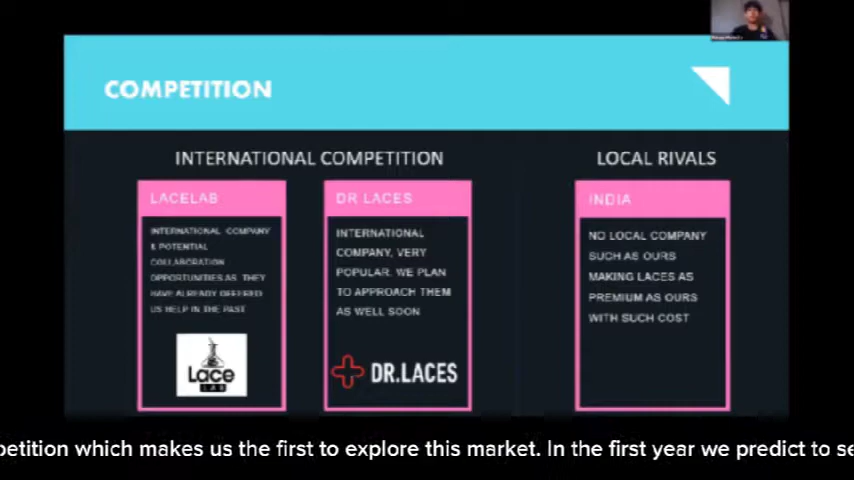 COMPETITION
INTERNATIONAL COMPETITION
LACELAB
INTERNATIONAL COMPANY
& POTENTIAL
COLLABORATION
OPPORTUNITIES AS THEY
HAVE ALREADY OFFERED
US HELP IN THE PAST
Lace
LAB
DR LACES
INTERNATIONAL
COMPANY, VERY
POPULAR. WE PLAN
TO APPROACH THEM
AS WELL SOON
DR.LACES
LOCAL RIVALS
INDIA
NO LOCAL COMPANY
SUCH AS OURS
MAKING LACES AS
PREMIUM AS OURS
WITH SUCH COST
petition which makes us the first to explore this market. In the first year we predict to se